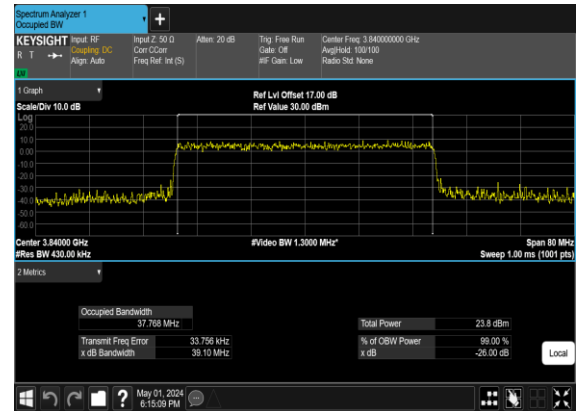 Spectrum Analyzer 1
Occupied BW
KEYSIGHT
R T
Input: RF
Coupling: DC
Align: Auto
Input Z: 50 Ω
Corr CCorr
Freq Ref: Int (S)
Atten: 20 dB
Trig: Free Run
Gate: Off
#IF Gain: Low
Center Freq: 3.840000000 GHz
Avg|Hold: 100/100
Radio Std: None
LXI
1 Graph
Scale/Div 10.0 dB
Ref Lvl Offset 17.00 dB
Ref Value 30.00 dBm
Log
20.0
10.0
0.00
-10.0
-20.0
-30.0
-40.0
-50.0
-60.0
Center 3.84000 GHz
#Video BW 1.3000 MHz*
Span 80 MHz
#Res BW 430.00 kHz
Sweep 1.00 ms (1001 pts)
2 Metrics
Occupied Bandwidth
37.768 MHz
Total Power 23.8 dBm
Transmit Freq Error 33.756 kHz
% of OBW Power 99.00 %
x dB Bandwidth 39.10 MHz
x dB -26.00 dB
Local
?
May 01, 2024
6:15:09 PM